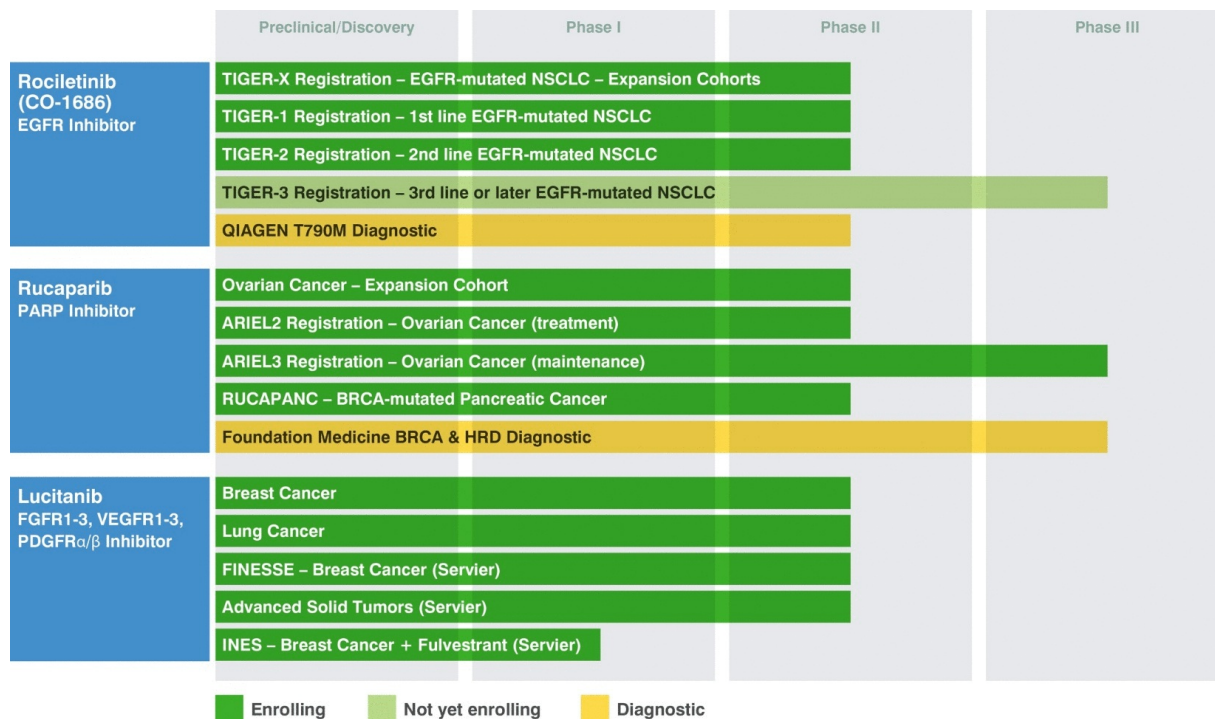 Preclinical/Discovery
Phase I
Phase II
Phase III
Rociletinib
(CO-1686)
EGFR Inhibitor
TIGER-X Registration – EGFR-mutated NSCLC – Expansion Cohorts
TIGER-1 Registration – 1st line EGFR-mutated NSCLC
TIGER-2 Registration – 2nd line EGFR-mutated NSCLC
TIGER-3 Registration – 3rd line or later EGFR-mutated NSCLC
QIAGEN T790M Diagnostic
Rucaparib
PARP Inhibitor
Ovarian Cancer – Expansion Cohort
ARIEL2 Registration – Ovarian Cancer (treatment)
ARIEL3 Registration – Ovarian Cancer (maintenance)
RUCAPANC – BRCA-mutated Pancreatic Cancer
Foundation Medicine BRCA & HRD Diagnostic
Lucitanib
FGFR1-3, VEGFR1-3,
PDGFRα/β Inhibitor
Breast Cancer
Lung Cancer
FINESSE – Breast Cancer (Servier)
Advanced Solid Tumors (Servier)
INES – Breast Cancer + Fulvestrant (Servier)
Enrolling
Not yet enrolling
Diagnostic